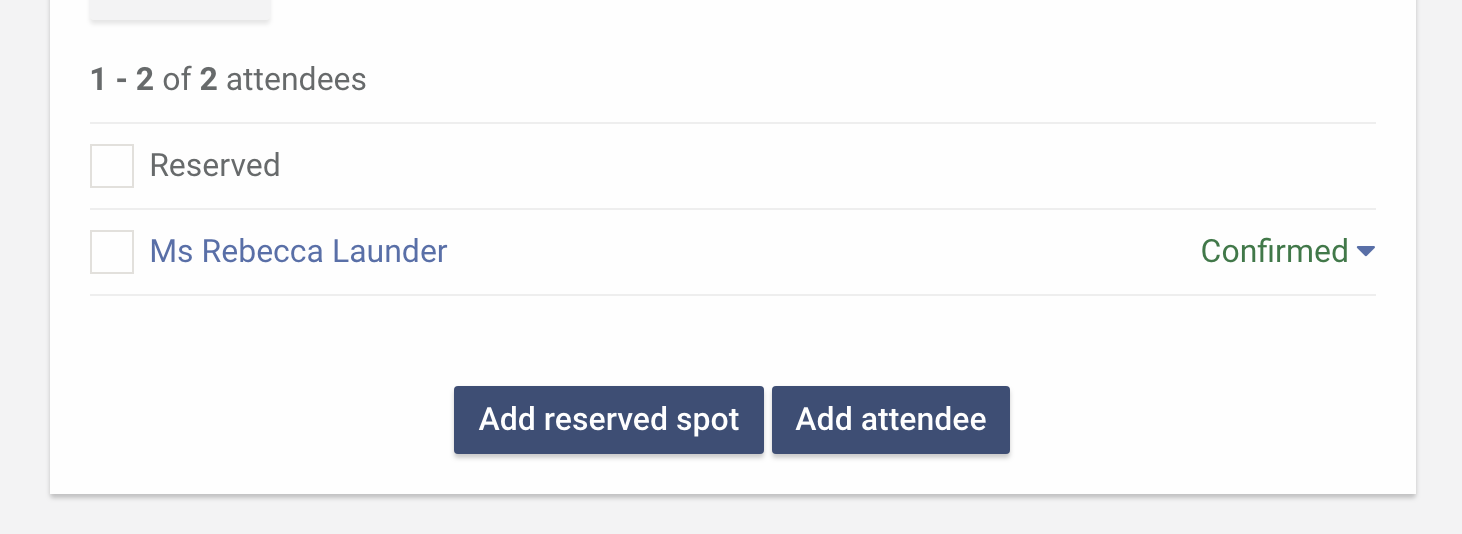 1 - 2 of 2 attendees
Reserved
Ms Rebecca Launder Confirmed
Add reserved spot Add attendee